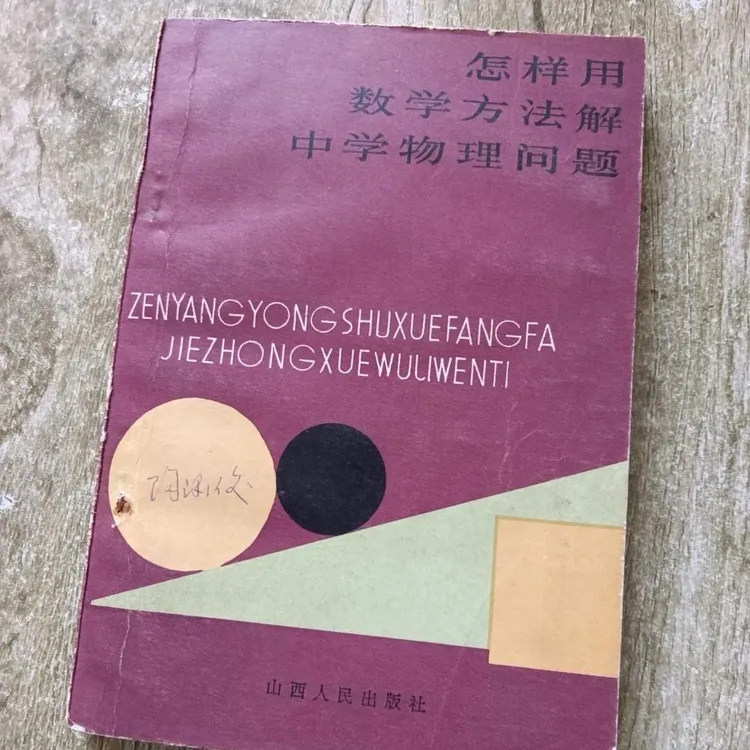 怎样用
数学方法解
中学物理问题
ZENYANGYONGSHUXUEFANGFA
JIEZHONGXUEWULIWENTI
山西人民出版社